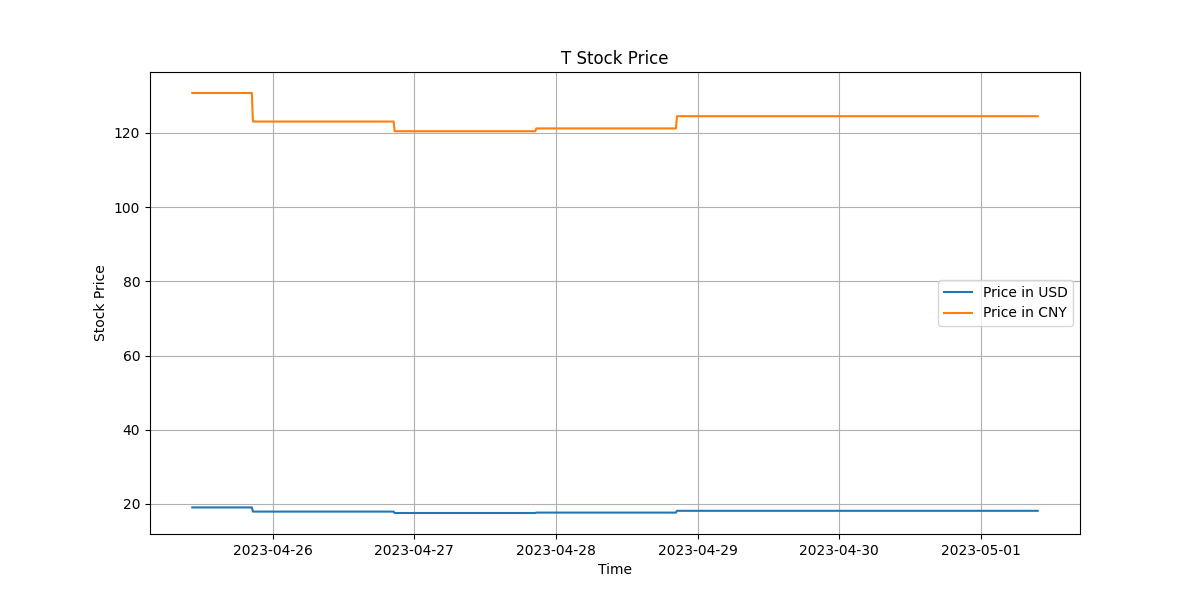 T Stock Price
Stock Price
120
100
80
60
40
20
Price in USD
Price in CNY
2023-04-26
2023-04-27
2023-04-28
2023-04-29
2023-04-30
2023-05-01
Time